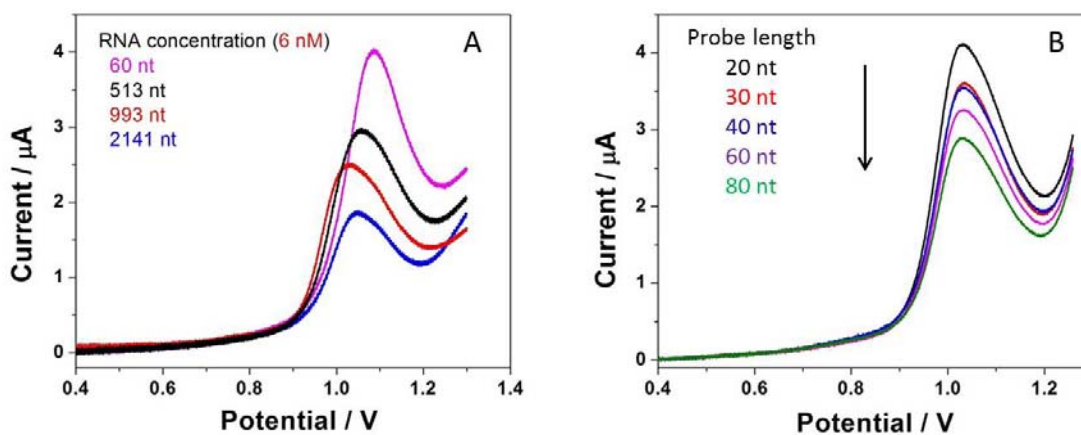 RNA concentration (6 nM)
60 nt
513 nt
993 nt
2141 nt
A
4
3
2
1
0
Current / μA
0.4
0.6
0.8
1.0
1.2
1.4
Potential / V
Probe length
20 nt
30 nt
40 nt
60 nt
80 nt
B
4
3
2
1
0
Current / μA
0.4
0.6
0.8
1.0
1.2
Potential / V